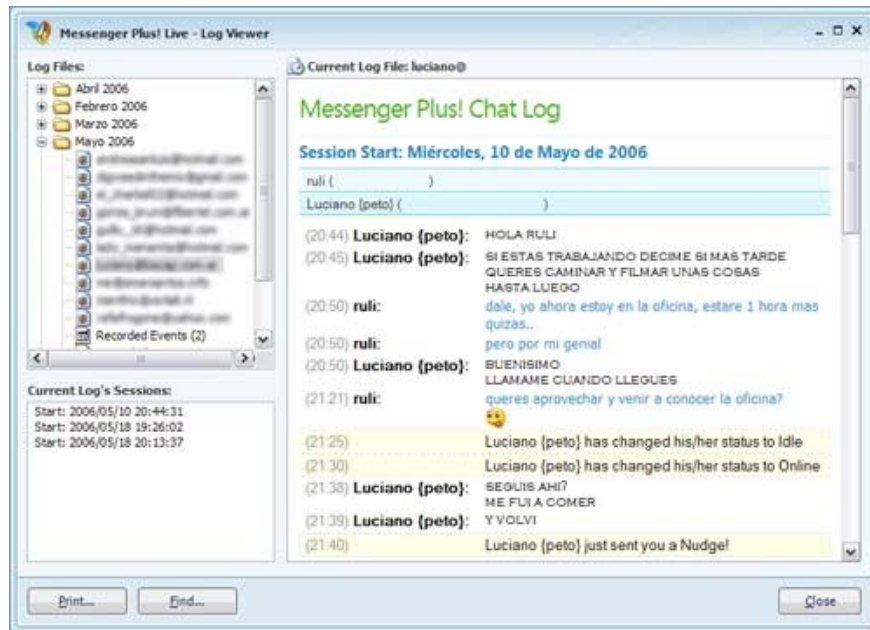 Messenger Plus! Live - Log Viewer
Log Files:
Abril 2006
Febrero 2006
Marzo 2006
Mayo 2006
Recorded Events (2)
Current Log's Sessions:
Start: 2006/05/10 20:44:31
Start: 2006/05/18 19:26:02
Start: 2006/05/18 20:13:37
Current Log File: luciano@
Messenger Plus! Chat Log
Session Start: Miércoles, 10 de Mayo de 2006
ruli ( )
Luciano {peto} ( )
(20:44) Luciano {peto}: HOLA RULI
(20:45) Luciano {peto}: SI ESTAS TRABAJANDO DECIME SI MAS TARDE
QUERES CAMINAR Y FILMAR UNAS COSAS
HASTA LUEGO
(20:50) ruli: dale, yo ahora estoy en la oficina, estare 1 hora mas
quizas..
(20:50) ruli: pero por mi genial
(20:50) Luciano {peto}: BUENISIMO
LLAMAME CUANDO LLEGUES
(21:21) ruli: queres aprovechar y venir a conocer la oficina?
(21:25) Luciano {peto} has changed his/her status to Idle
(21:30) Luciano {peto} has changed his/her status to Online
(21:38) Luciano {peto}: SEGUIS AHI?
ME FUI A COMER
(21:39) Luciano {peto}: Y VOLVI
(21:40) Luciano {peto} just sent you a Nudge!
Print...
Find...
Close